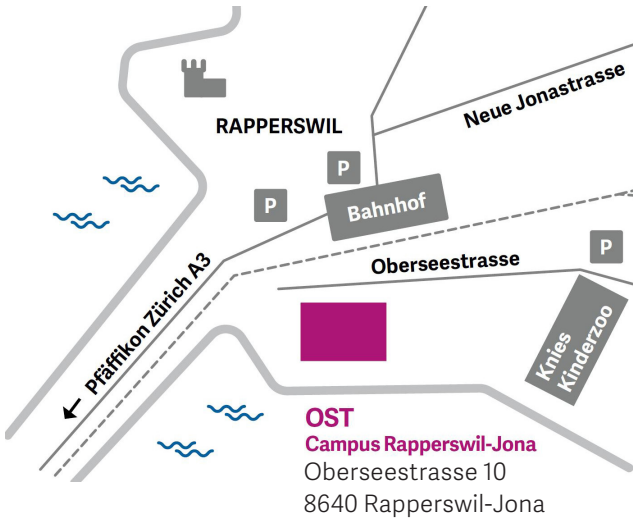 RAPPERSWIL
Neue Jonastrasse
P
P
Bahnhof
P
Oberseestrasse
Pfäffikon Zürich A3
Knies
Kinderzoo
OST
Campus Rapperswil-Jona
Oberseestrasse 10
8640 Rapperswil-Jona